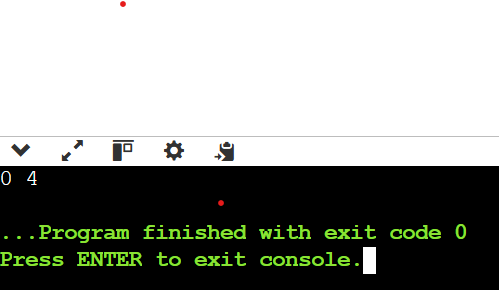 0 4
...Program finished with exit code 0
Press ENTER to exit console.